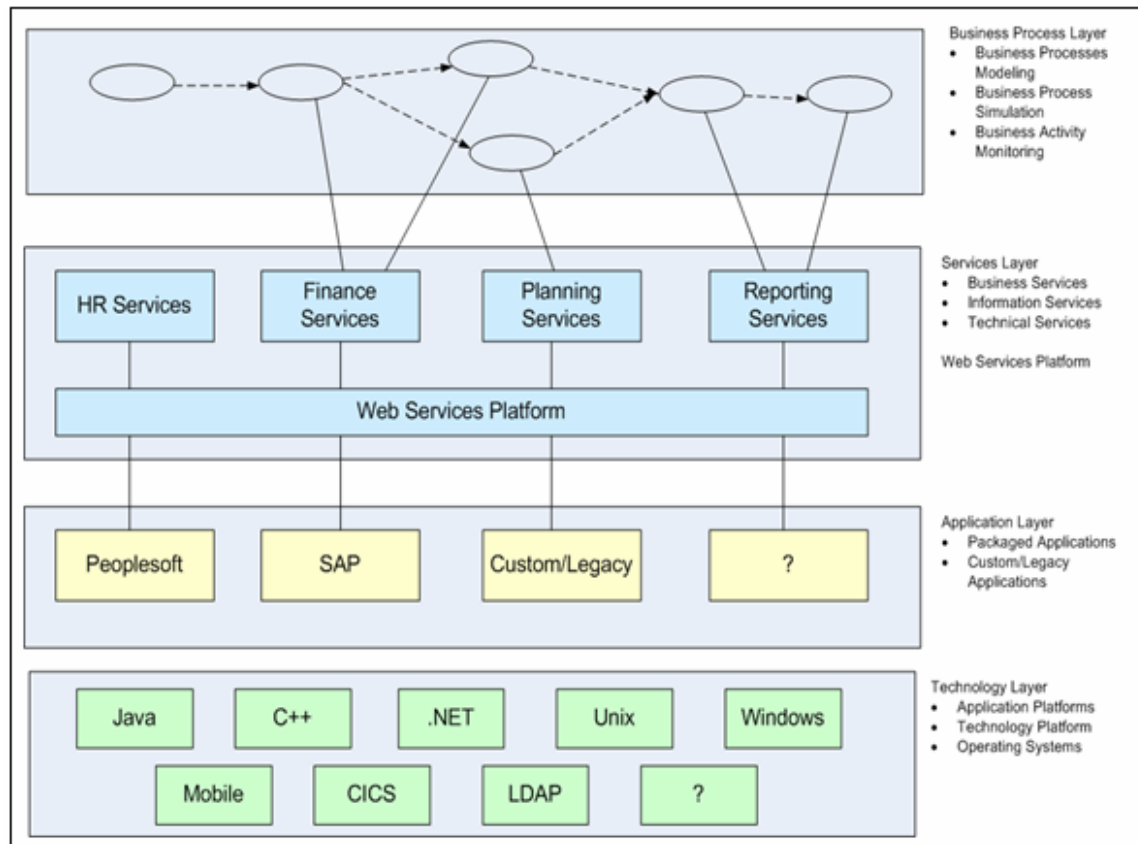 Business Process Layer
• Business Processes
Modeling
• Business Process
Simulation
• Business Activity
Monitoring
HR Services
Finance
Services
Planning
Services
Reporting
Services
Web Services Platform
Services Layer
• Business Services
• Information Services
• Technical Services
Web Services Platform
Peoplesoft
SAP
Custom/Legacy
?
Application Layer
• Packaged Applications
• Custom/Legacy
Applications
Java
C++
.NET
Unix
Windows
Mobile
CICS
LDAP
?
Technology Layer
• Application Platforms
• Technology Platform
• Operating Systems